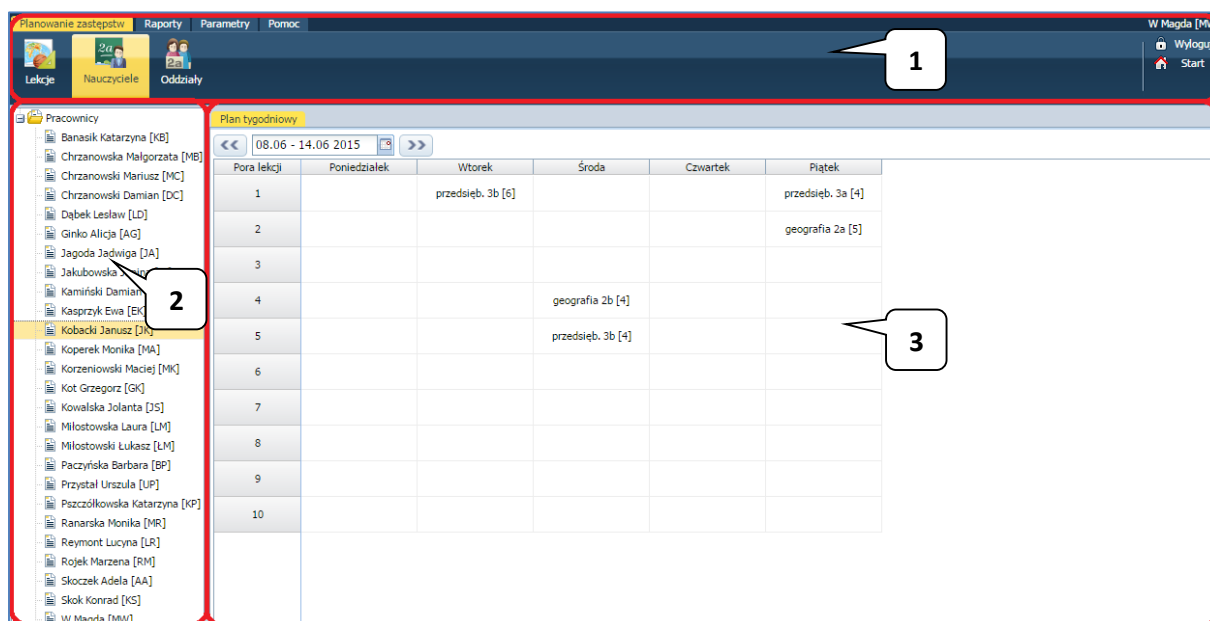 Planowanie zastępstw Raporty Parametry Pomoc W Magda
Lekcje Nauczyciele Oddziały
Wyloguj
Start
1
Pracownicy
Banasik Katarzyna [KB]
Chrzanowska Małgorzata [MB]
Chrzanowski Mariusz [MC]
Chrzanowski Damian [DC]
Dąbek Lesław [LD]
Ginko Alicja [AG]
Jagoda Jadwiga [JA]
Jakubowska
Kamiński Damian
Kasprzyk Ewa [EK]
Kobacki Janusz [JK]
Koperek Monika [MA]
Korzeniowski Maciej [MK]
Kot Grzegorz [GK]
Kowalska Jolanta [JS]
Miłostowska Laura [LM]
Miłostowski Łukasz [ŁM]
Paczyńska Barbara [BP]
Przystał Urszula [UP]
Pszczółkowska Katarzyna [KP]
Ranarska Monika [MR]
Reymont Lucyna [LR]
Rojek Marzena [RM]
Skoczek Adela [AA]
Skok Konrad [KS]
W Magda [MW]
2
Plan tygodniowy
<< 08.06 - 14.06 2015 >>
Pora lekcji Poniedziałek Wtorek Środa Czwartek Piątek
1 przedsięb. 3b [6] przedsięb. 3a [4]
2 geografia 2a [5]
3
4 geografia 2b [4]
5 przedsięb. 3b [4]
6
7
8
9
10
3